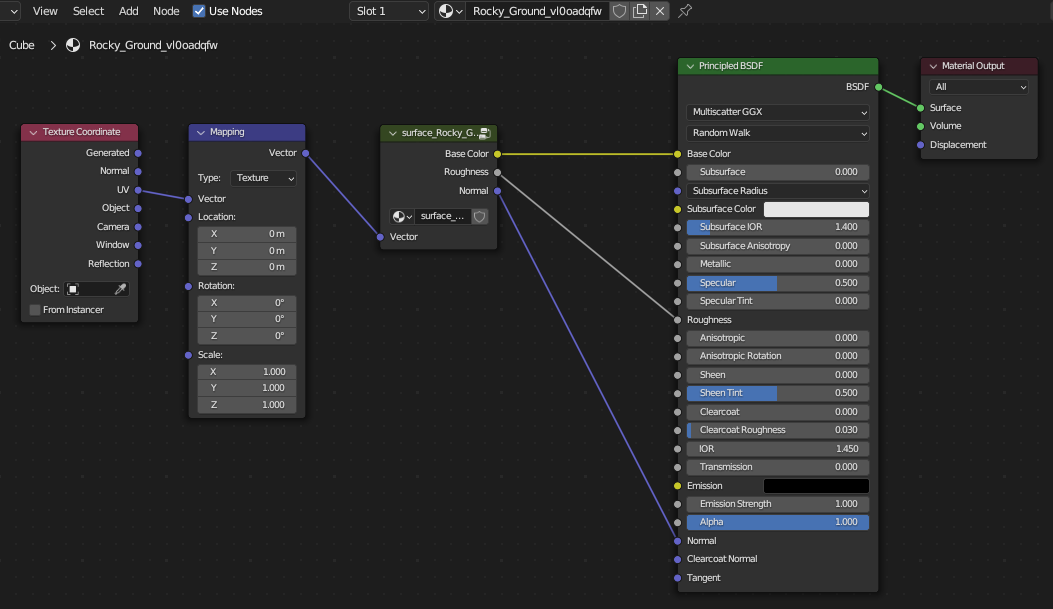 View Select Add Node Use Nodes Slot 1 Rocky_Ground_vl0oadqfw
Cube Rocky_Ground_vl0oadqfw
Texture Coordinate
Generated
Normal
UV
Object
Camera
Window
Reflection
Object:
From Instancer
Mapping
Vector
Type: Texture
Vector
Location:
X 0 m
Y 0 m
Z 0 m
Rotation:
X 0°
Y 0°
Z 0°
Scale:
X 1.000
Y 1.000
Z 1.000
surface_Rocky_G...
Base Color
Roughness
Normal
surface_...
Vector
Principled BSDF
BSDF
Multiscatter GGX
Random Walk
Base Color
Subsurface 0.000
Subsurface Radius
Subsurface Color
Subsurface IOR 1.400
Subsurface Anisotropy 0.000
Metallic 0.000
Specular 0.500
Specular Tint 0.000
Roughness
Anisotropic 0.000
Anisotropic Rotation 0.000
Sheen 0.000
Sheen Tint 0.500
Clearcoat 0.000
Clearcoat Roughness 0.030
IOR 1.450
Transmission 0.000
Emission
Emission Strength 1.000
Alpha 1.000
Normal
Clearcoat Normal
Tangent
Material Output
All
Surface
Volume
Displacement